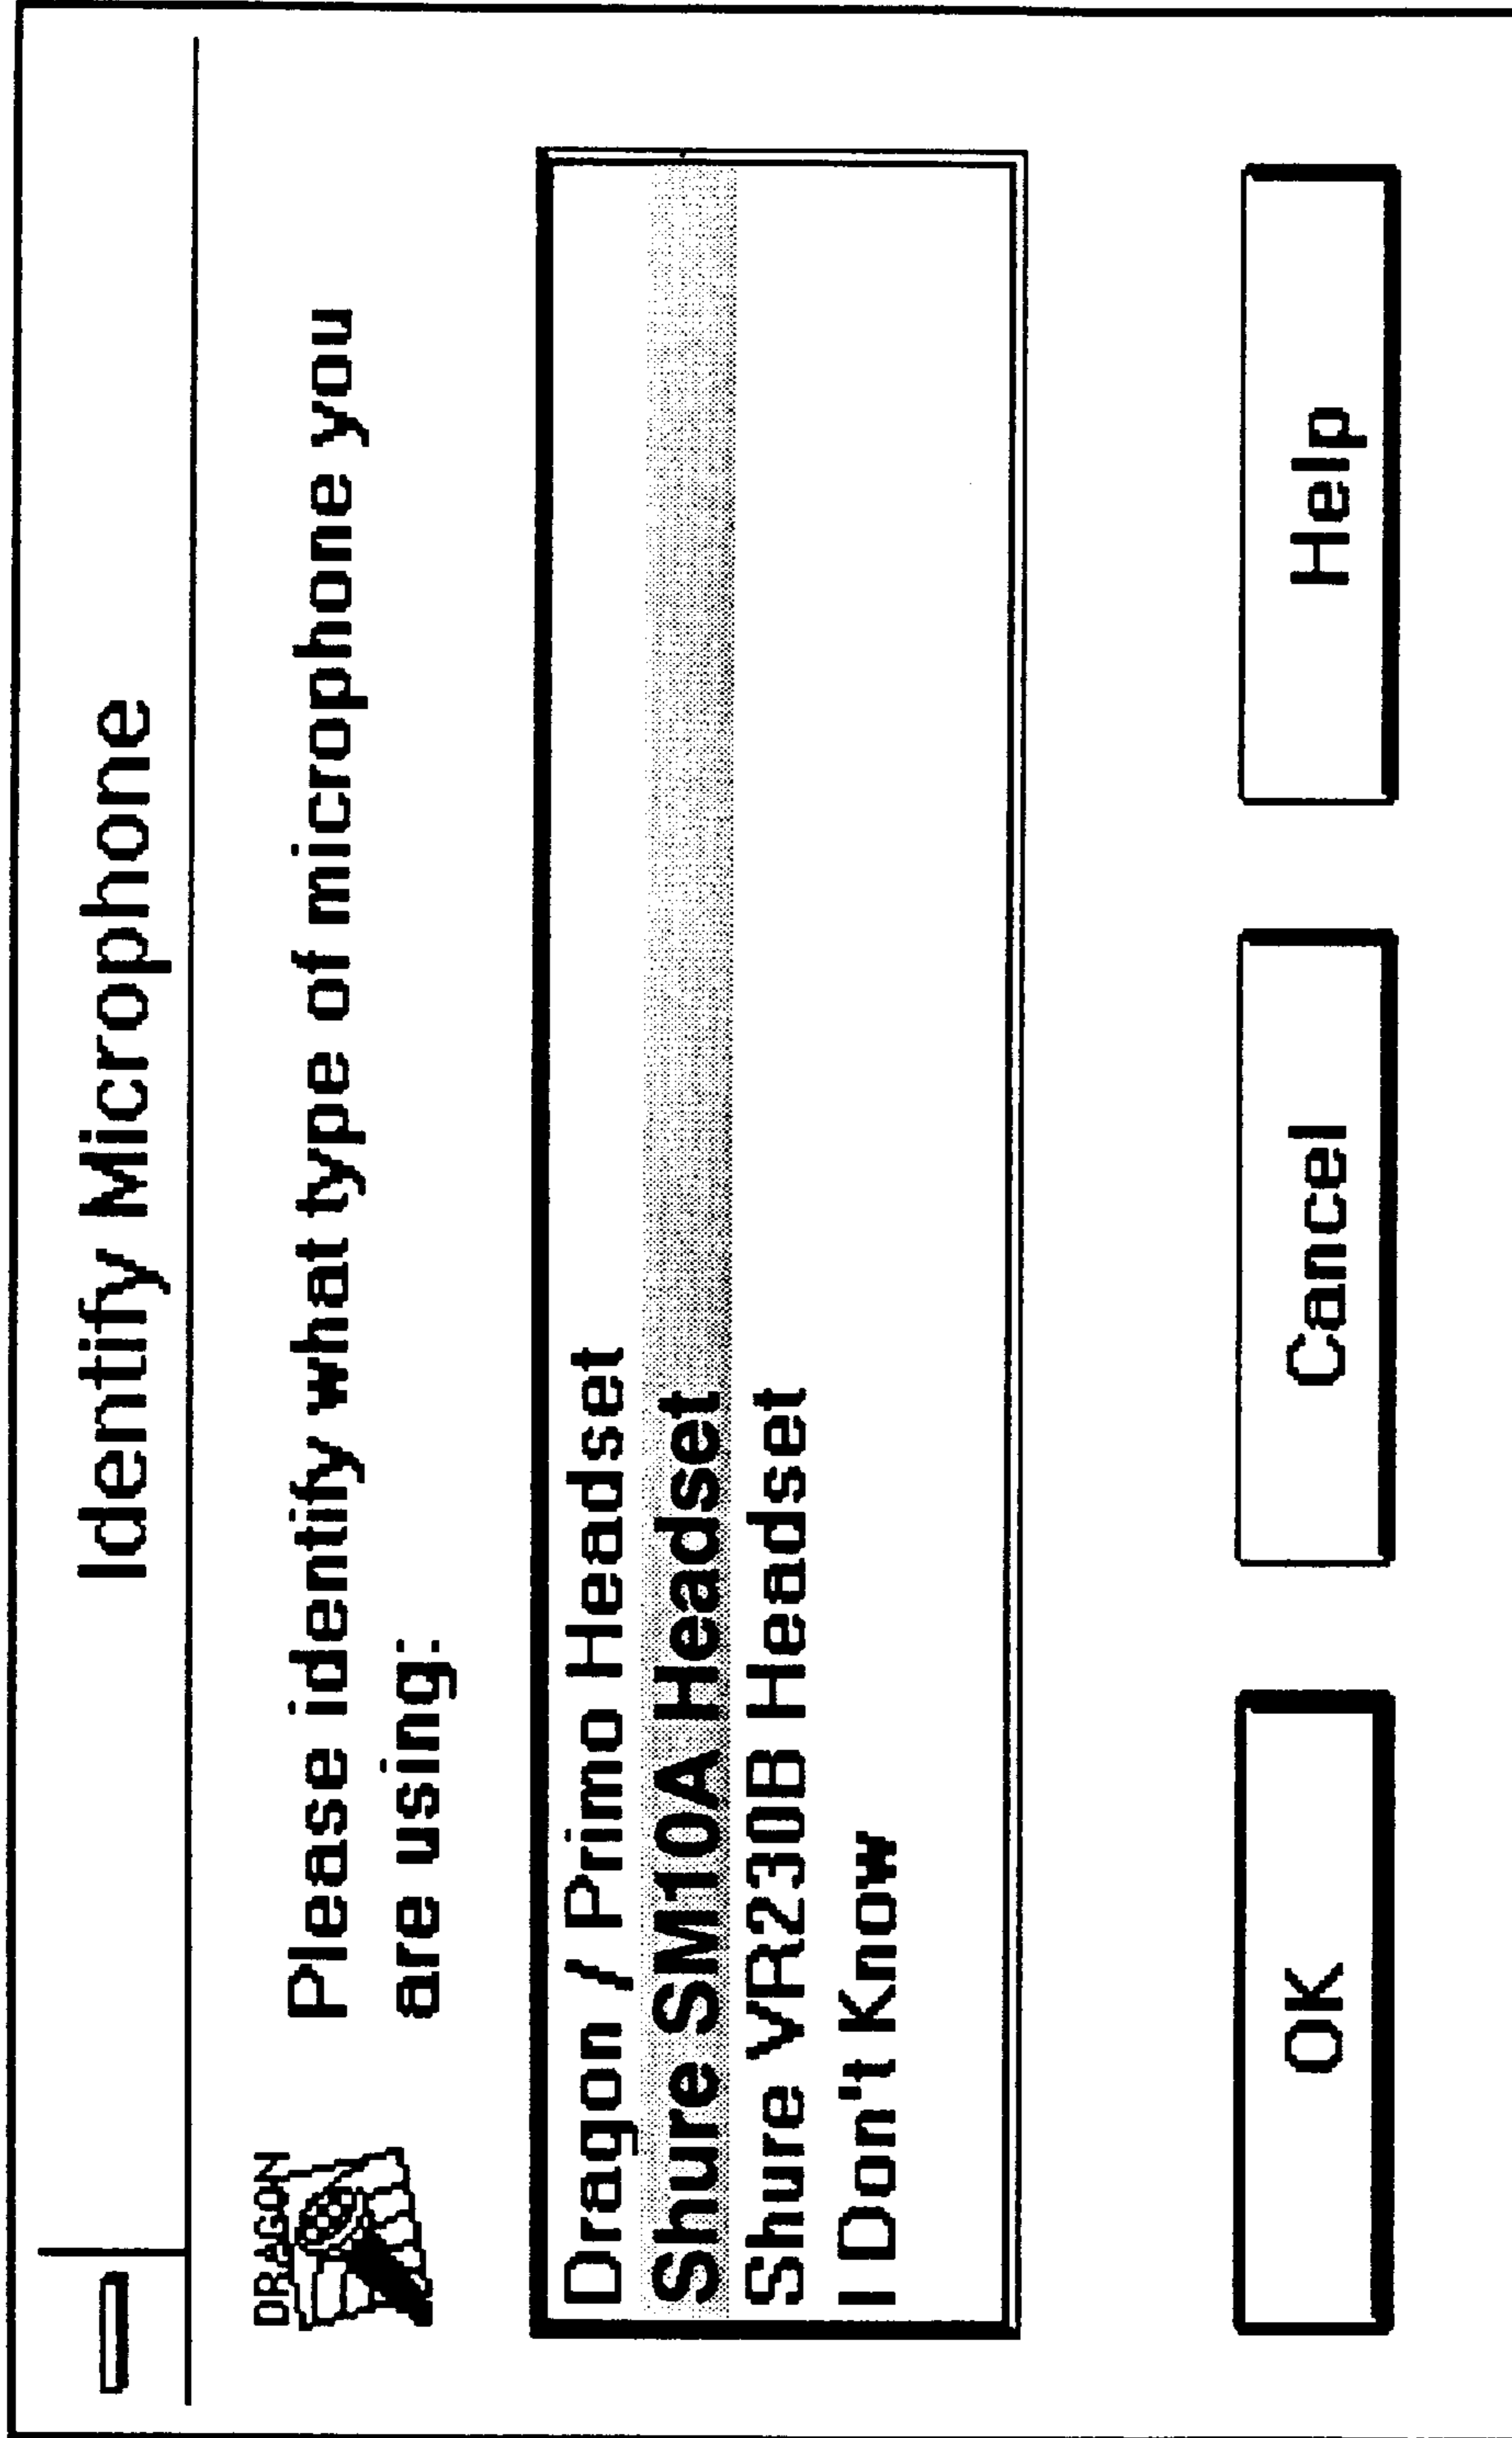 Identify Microphone
DRAGON
Please identify what type of microphone you
are using:
Dragon / Primo Headset
Shure SM10A Headset
Shure VR230B Headset
I Don't Know
OK
Cancel
Help